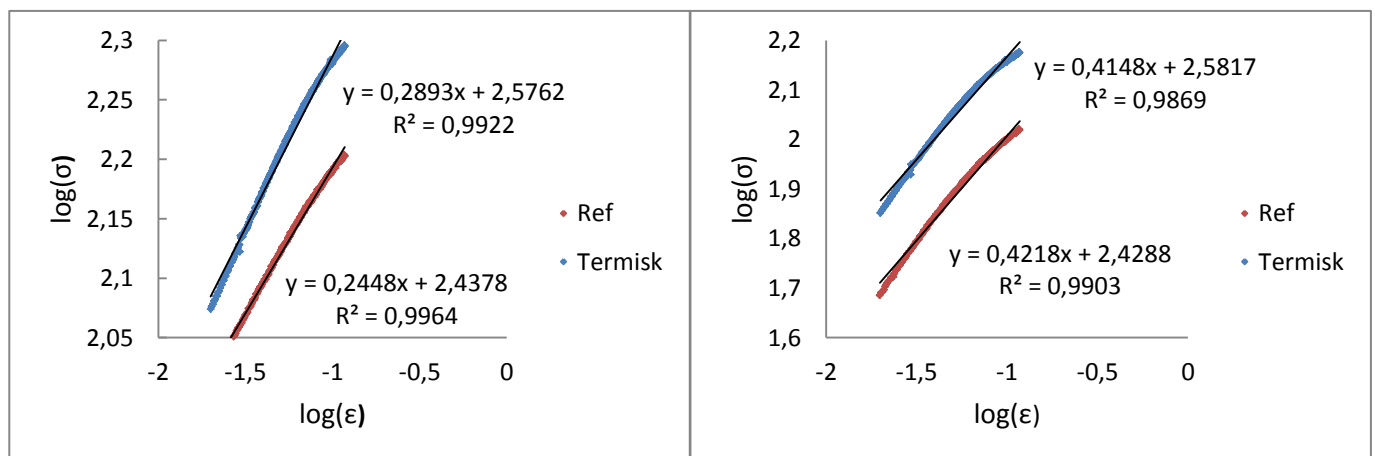 2,3
2,25
2,2
2,15
2,1
2,05
log(σ)
y = 0,2893x + 2,5762
R² = 0,9922
y = 0,2448x + 2,4378
R² = 0,9964
Ref
Termisk
-2 -1,5 -1 -0,5 0
log(ε)
2,2
2,1
2
1,9
1,8
1,7
1,6
log(σ)
y = 0,4148x + 2,5817
R² = 0,9869
y = 0,4218x + 2,4288
R² = 0,9903
Ref
Termisk
-2 -1,5 -1 -0,5 0
log(ε)